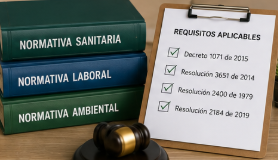 NORMATIVA SANITARIA
NORMATIVA LABORAL
NORMATIVA AMBIENTAL
REQUISITOS APLICABLES
Decreto 1071 de 2015
Resolución 3651 de 2014
Resolución 2400 de 1979
Resolución 2184 de 2019